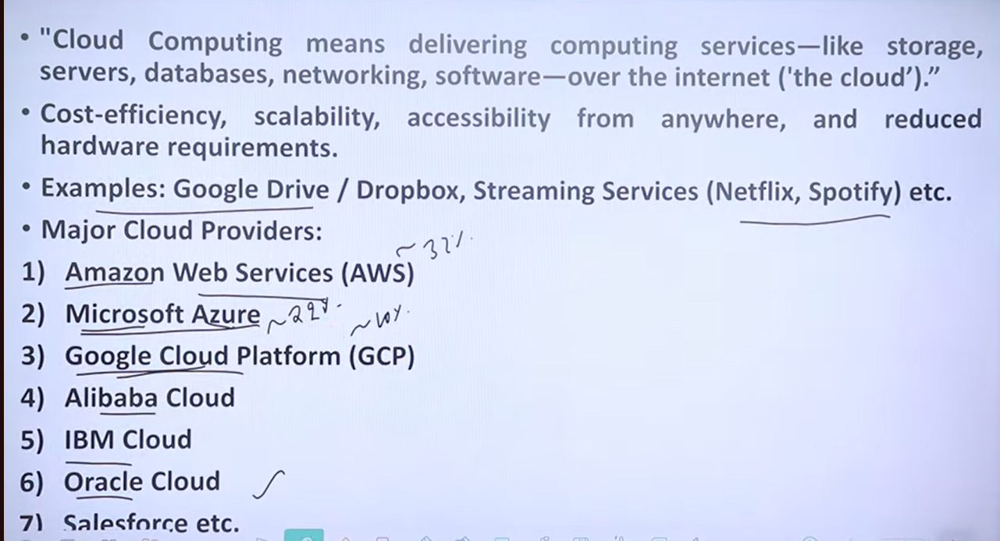 • "Cloud Computing means delivering computing services—like storage,
servers, databases, networking, software—over the internet ('the cloud’).”
• Cost-efficiency, scalability, accessibility from anywhere, and reduced
hardware requirements.
• Examples: Google Drive / Dropbox, Streaming Services (Netflix, Spotify) etc.
• Major Cloud Providers:
~32%
1) Amazon Web Services (AWS)
2) Microsoft Azure ~22%
~10%
3) Google Cloud Platform (GCP)
4) Alibaba Cloud
5) IBM Cloud
6) Oracle Cloud
7) Salesforce etc.